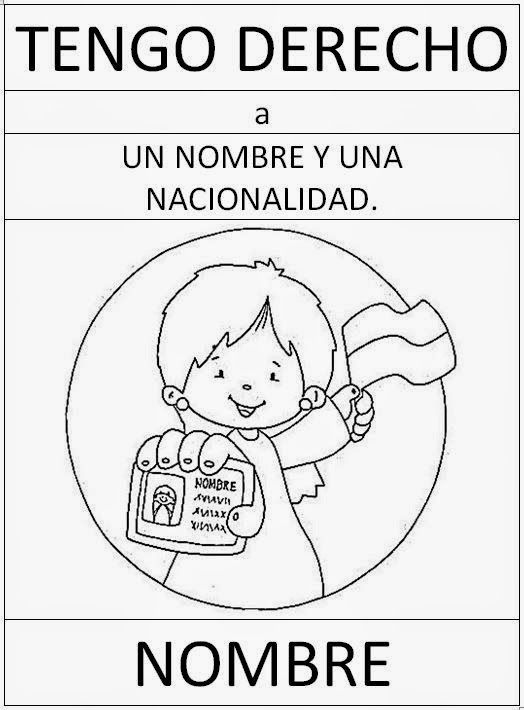 TENGO DERECHO
a
UN NOMBRE Y UNA
NACIONALIDAD.
NOMBRE
NOMBRE